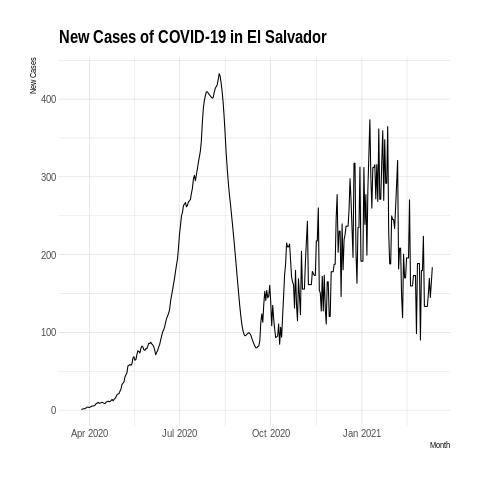 New Cases of COVID-19 in El Salvador
New Cases
400
300
200
100
0
Apr 2020 Jul 2020 Oct 2020 Jan 2021
Month